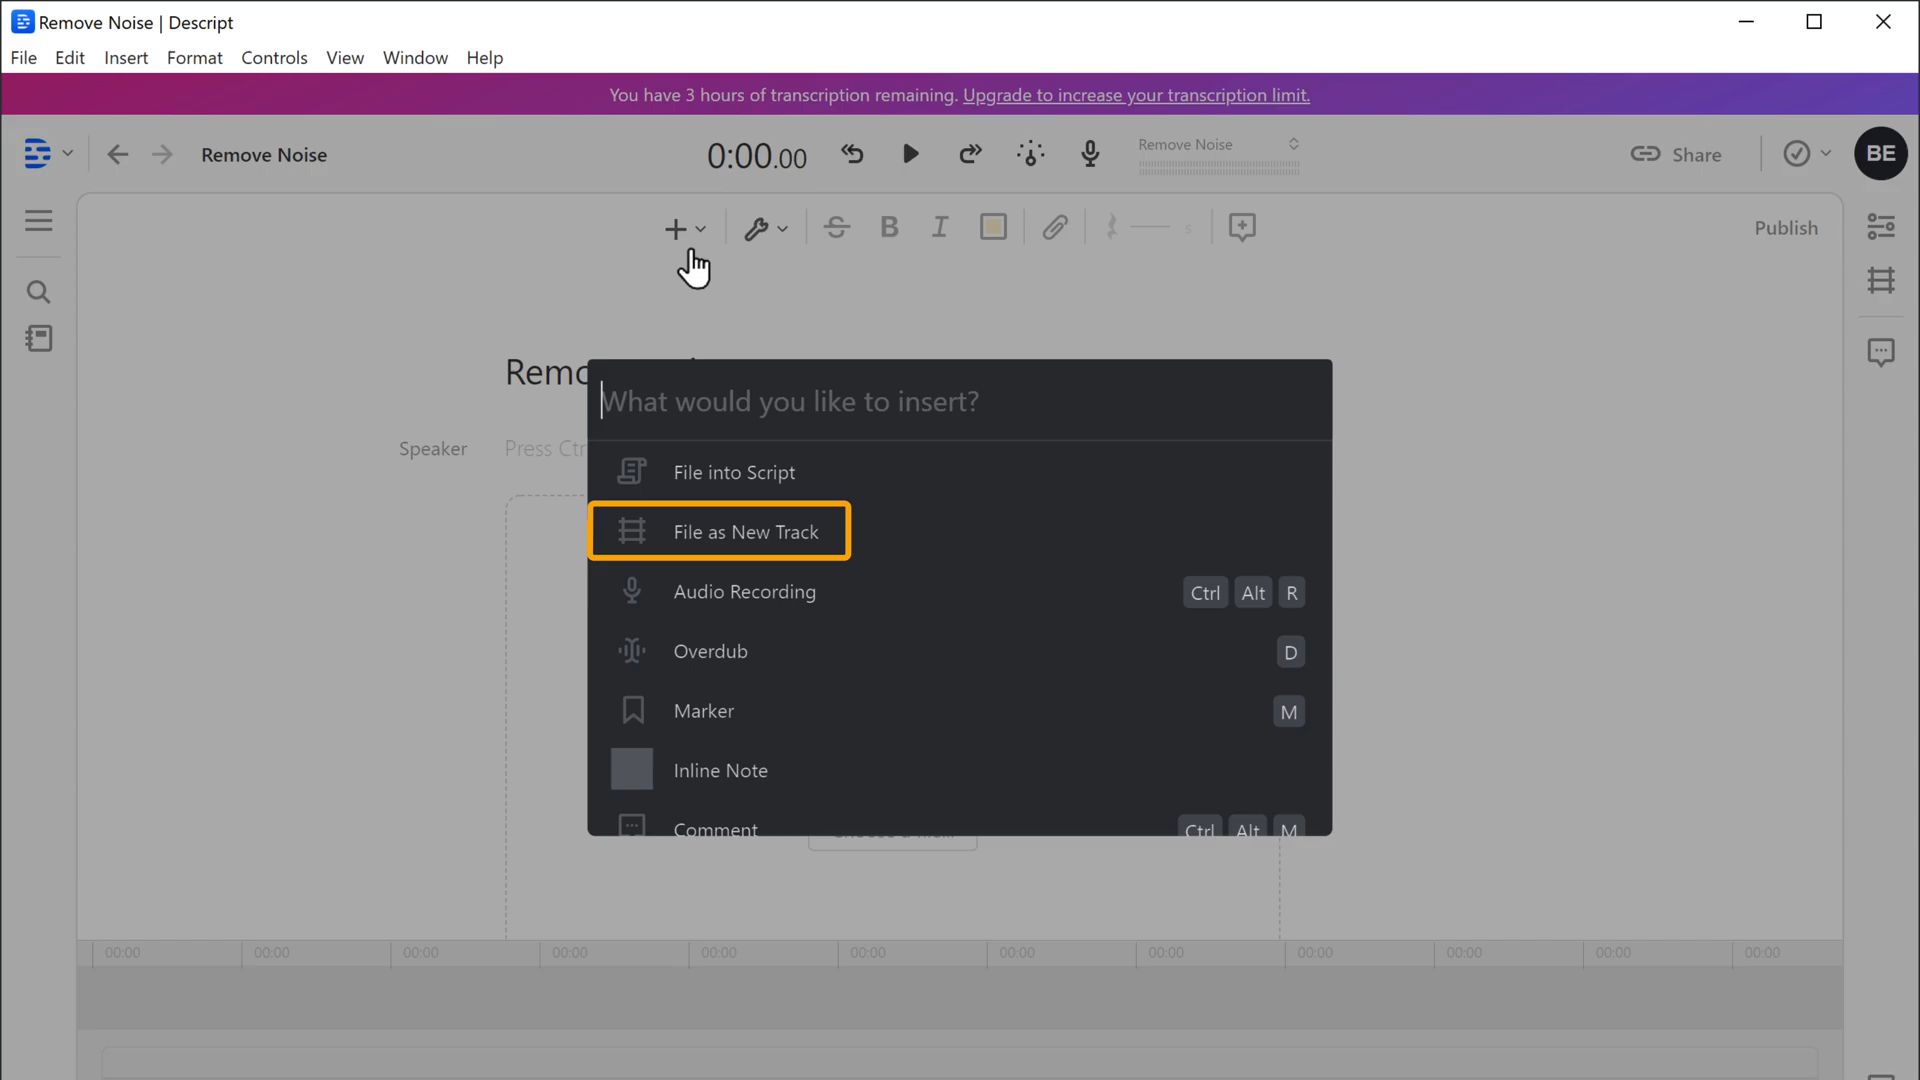 Remove Noise | Descript
File Edit Insert Format Controls View Window Help
You have 3 hours of transcription remaining. Upgrade to increase your transcription limit.
Remove Noise 0:00.00 Remove Noise Share BE
B I s Publish
Remo
What would you like to insert?
Speaker Press Ctr
File into Script
File as New Track
Audio Recording Ctrl Alt R
Overdub D
Marker M
Inline Note
Comment Ctrl Alt M
00:00 00:00 00:00 00:00 00:00 00:00 00:00 00:00 00:00 00:00 00:00 00:00